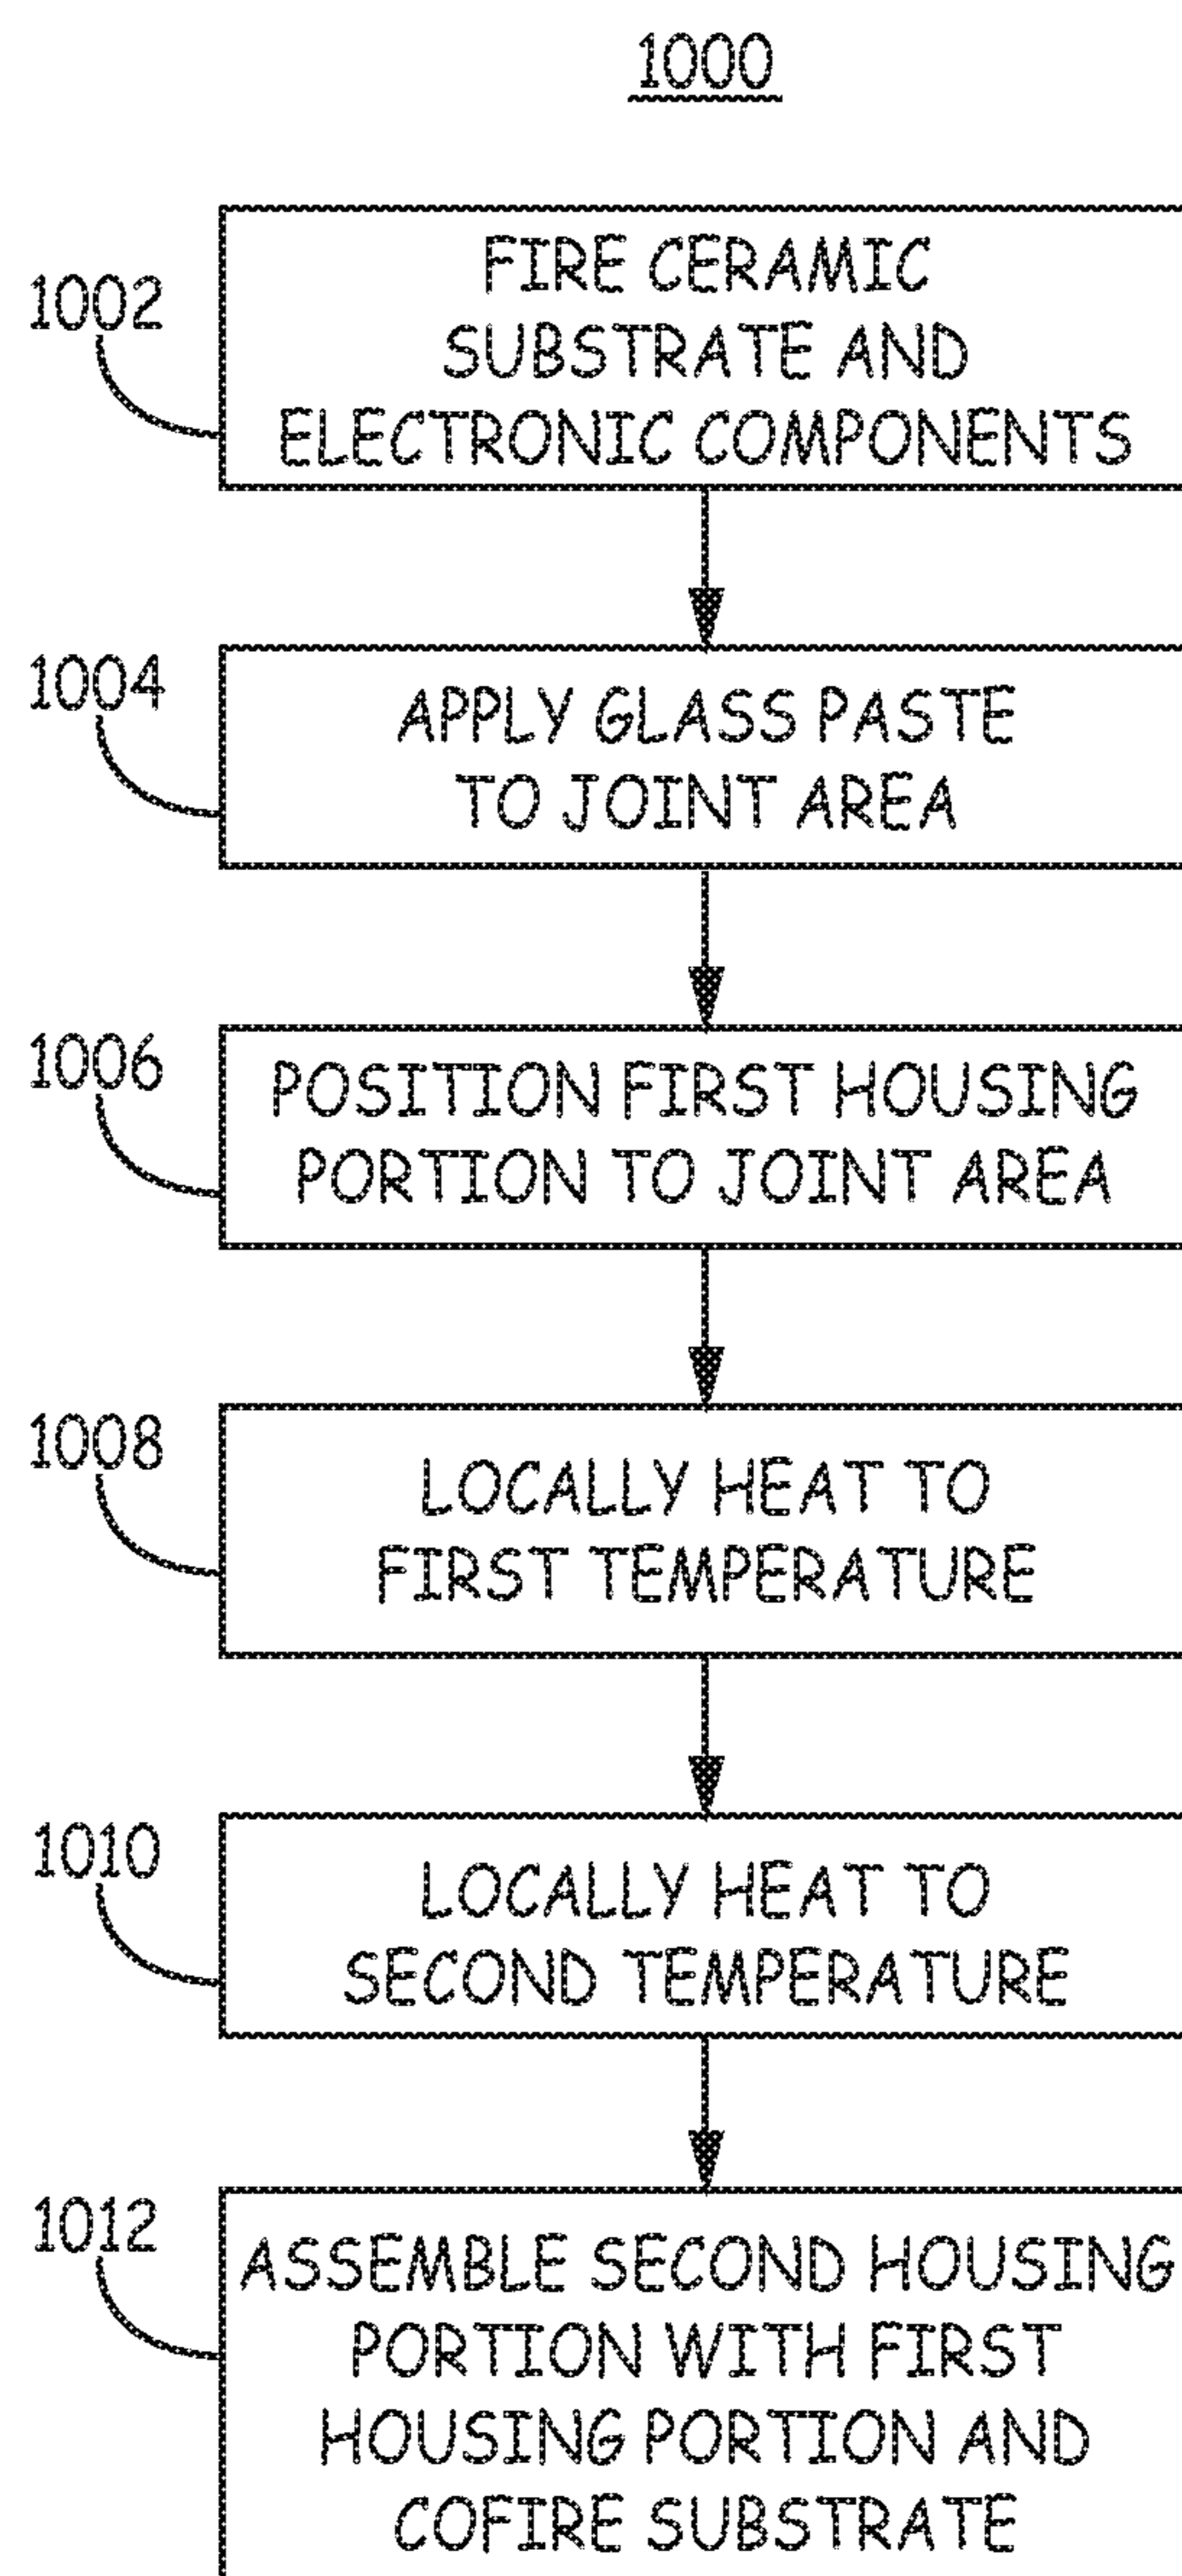 1000
1002
FIRE CERAMIC
SUBSTRATE AND
ELECTRONIC COMPONENTS
1004
APPLY GLASS PASTE
TO JOINT AREA
1006
POSITION FIRST HOUSING
PORTION TO JOINT AREA
1008
LOCALLY HEAT TO
FIRST TEMPERATURE
1010
LOCALLY HEAT TO
SECOND TEMPERATURE
1012
ASSEMBLE SECOND HOUSING
PORTION WITH FIRST
HOUSING PORTION AND
COFIRE SUBSTRATE